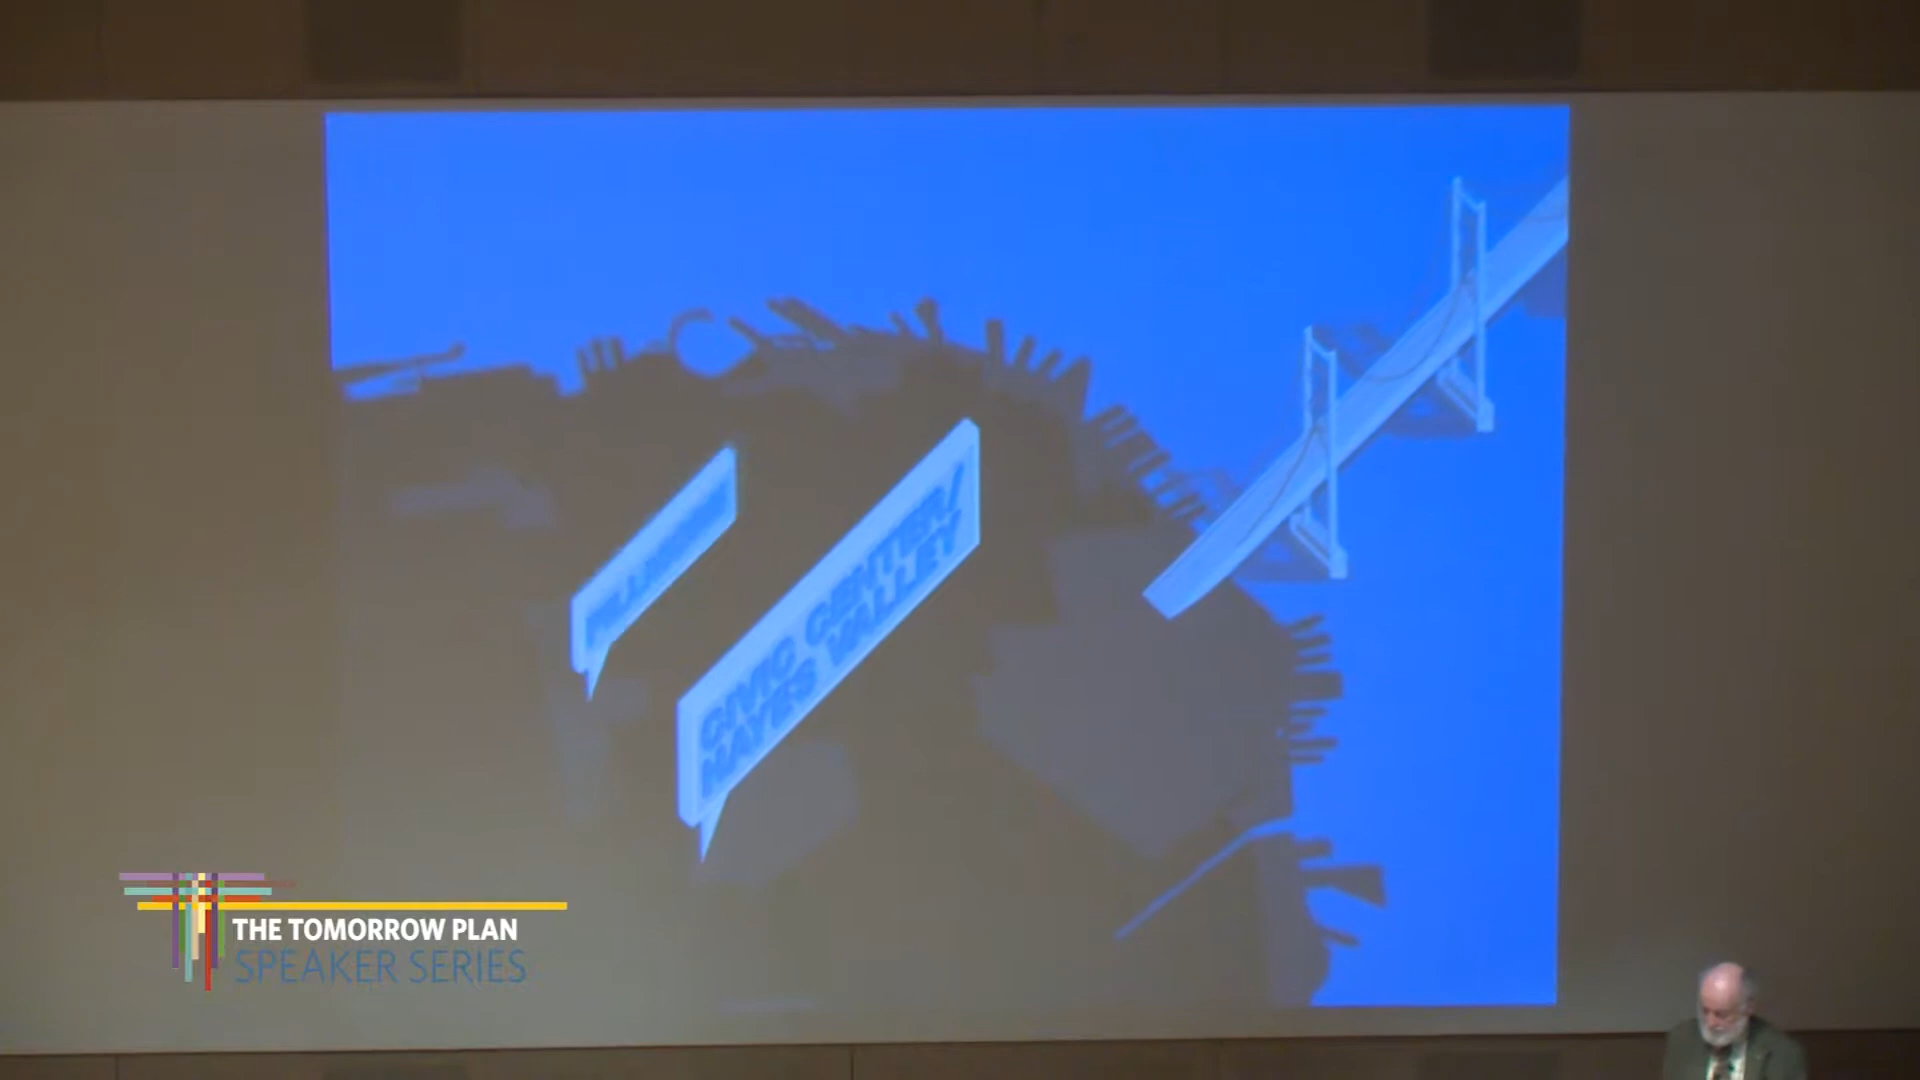 CIVIC CENTER/
HAYES VALLEY
THE TOMORROW PLAN
SPEAKER SERIES